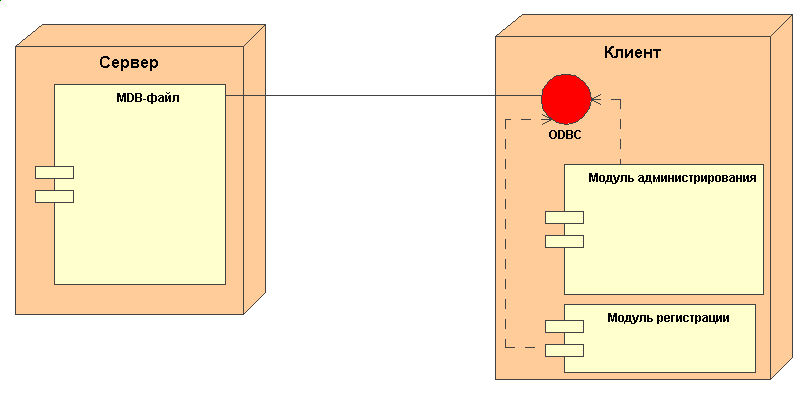 Сервер
MDB-файл
Клиент
ODBC
Модуль администрирования
Модуль регистрации